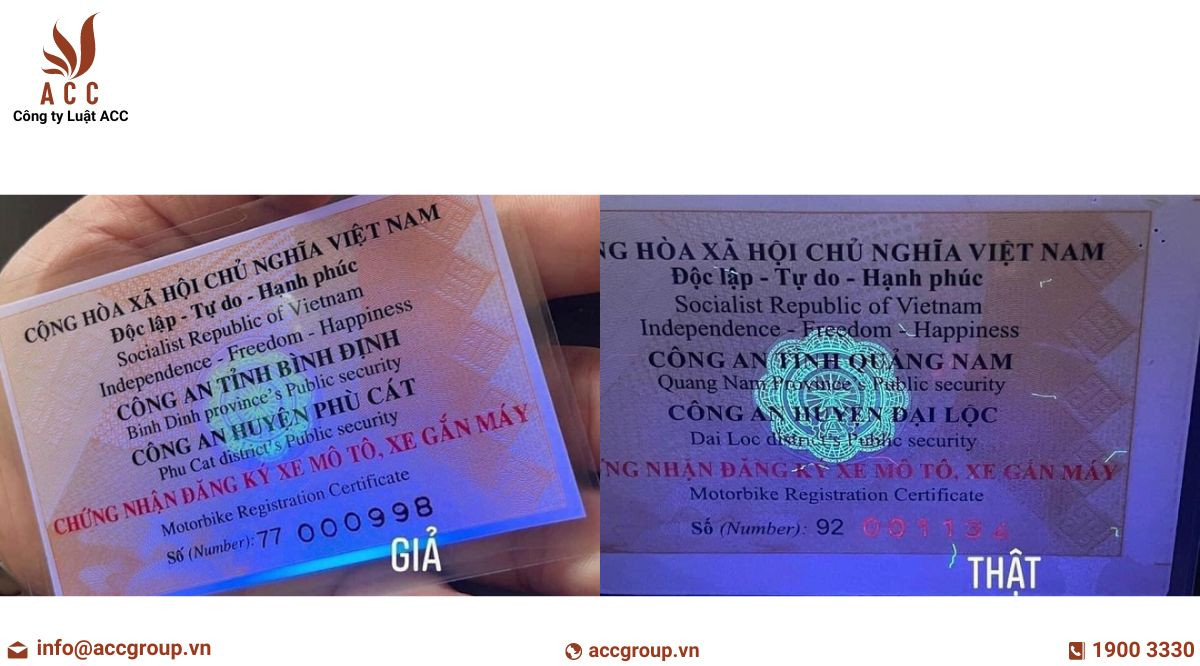 ACC
Công ty Luật ACC
CỘNG HÒA XÃ HỘI CHỦ NGHĨA VIỆT NAM
Độc lập - Tự do - Hạnh phúc
Socialist Republic of Vietnam
Independence - Freedom - Happiness
CÔNG AN TỈNH BÌNH ĐỊNH
Binh Dinh province's Public security
CÔNG AN HUYỆN PHÙ CÁT
Phu Cat district's Public security
CHỨNG NHẬN ĐĂNG KÝ XE MÔ TÔ, XE GẮN MÁY
Motorbike Registration Certificate
Số (Number): 77 000998
GIẢ
NG HÒA XÃ HỘI CHỦ NGHĨA VIỆT NAM
Độc lập - Tự do - Hạnh phúc
Socialist Republic of Vietnam
Independence - Freedom - Happiness
CÔNG AN TỈNH QUẢNG NAM
Quang Nam Province's Public security
CÔNG AN HUYỆN ĐẠI LỘC
Dai Loc district's Public security
NG NHẬN ĐĂNG KÝ XE MÔ TÔ, XE GẮN MÁY
Motorbike Registration Certificate
Số (Number): 92 001134
THẬT
info@accgroup.vn
accgroup.vn
1900 3330